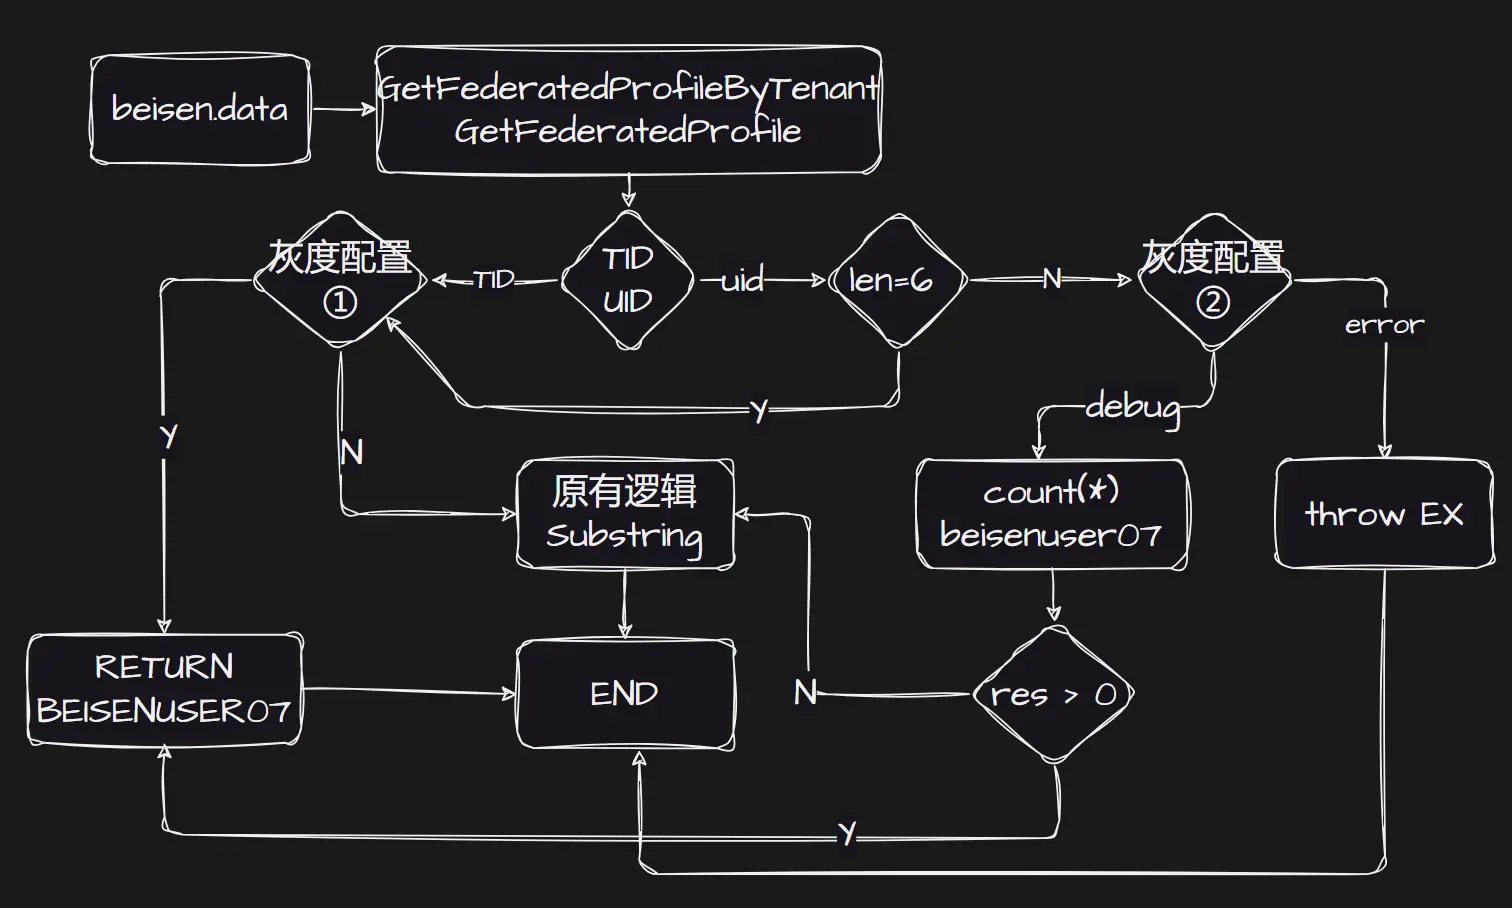 beisen.data
GetFederatedProfileByTenant
GetFederatedProfile
灰度配置
①
TID
TID
UID
uid
len=6
N
灰度配置
②
error
Y
debug
Y
N
原有逻辑
Substring
count(*)
beisenuser07
throw EX
RETURN
BEISENUSER07
END
N
res > 0
Y